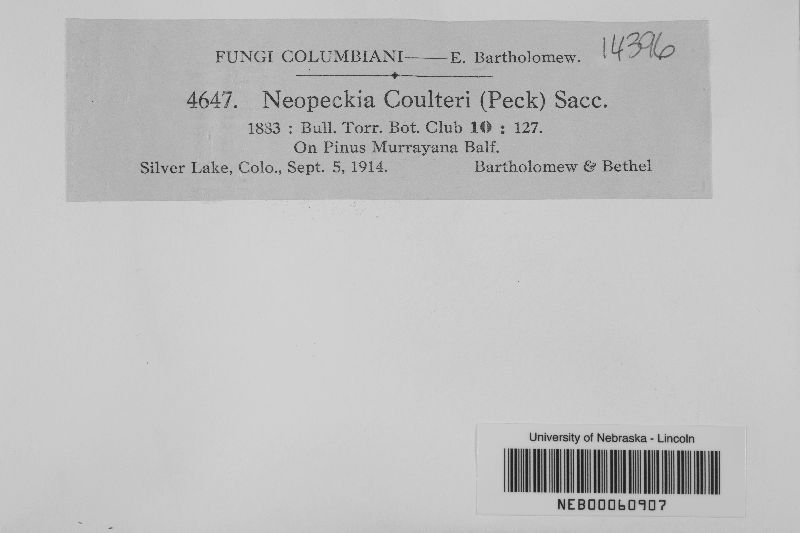 FUNGI COLUMBIANI——E. Bartholomew. 14396
4647. Neopeckia Coulteri (Peck) Sacc.
1883 : Bull. Torr. Bot. Club 10 : 127.
On Pinus Murrayana Balf.
Silver Lake, Colo., Sept. 5, 1914. Bartholomew & Bethel
University of Nebraska - Lincoln
NEB00060907